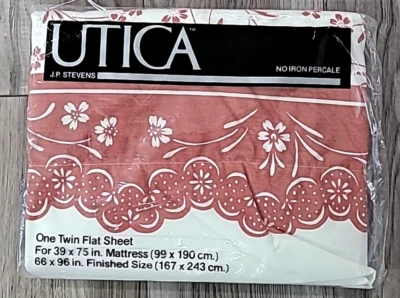 UTICA™
J.P. STEVENS
NO IRON PERCALE
One Twin Flat Sheet
For 39 x 75 in. Mattress (99 x 190 cm.)
66 x 96 in. Finished Size (167 x 243 cm.)